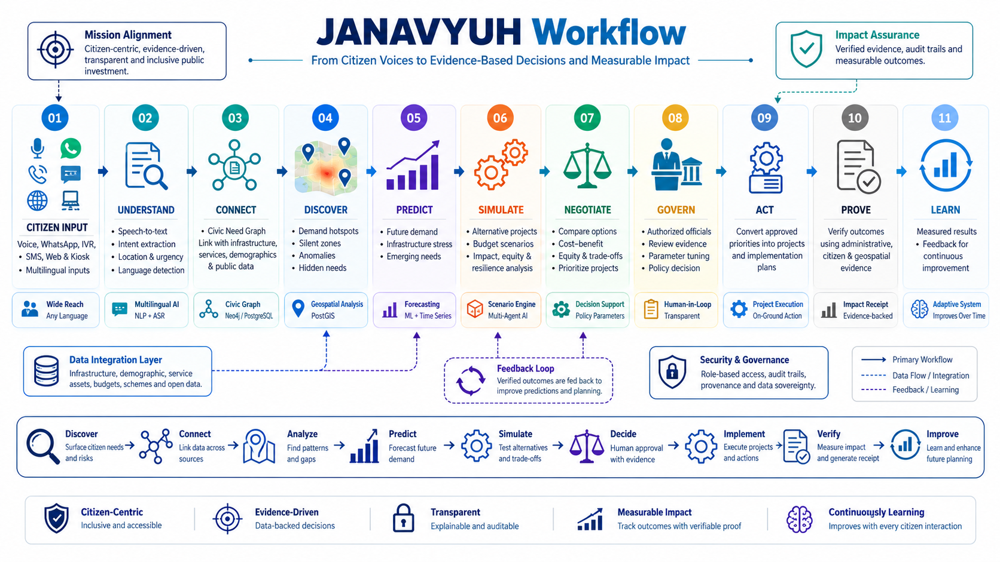 JANAVYUH Workflow
From Citizen Voices to Evidence-Based Decisions and Measurable Impact
Mission Alignment
Citizen-centric, evidence-driven,
transparent and inclusive public
investment.
Impact Assurance
Verified evidence, audit trails and
measurable outcomes.
01
CITIZEN INPUT
Voice, WhatsApp, IVR,
• SMS, Web & Kiosk
• Multilingual inputs
Wide Reach
Any Language
02
UNDERSTAND
• Speech-to-text
• Intent extraction
• Location & urgency
• Language detection
Multilingual AI
NLP + ASR
03
CONNECT
• Civic Need Graph
Link with infrastructure,
services, demographics
& public data
Civic Graph
Neo4j / PostgreSQL
04
DISCOVER
• Demand hotspots
• Silent zones
• Anomalies
• Hidden needs
Geospatial Analysis
PostGIS
05
PREDICT
• Future demand
• Infrastructure stress
• Emerging needs
Forecasting
ML + Time Series
06
SIMULATE
• Alternative projects
• Budget scenarios
• Impact, equity &
resilience analysis
Scenario Engine
Multi-Agent AI
07
NEGOTIATE
• Compare options
• Cost–benefit
• Equity & trade-offs
• Prioritize projects
Decision Support
Policy Parameters
08
GOVERN
• Authorized officials
• Review evidence
• Parameter tuning
• Policy decision
Human-in-Loop
Transparent
09
ACT
Convert approved
priorities into projects
and implementation
plans
Project Execution
On-Ground Action
10
PROVE
Verify outcomes
using administrative,
citizen & geospatial
evidence
Impact Receipt
Evidence-backed
11
LEARN
Measured results
• Feedback for
continuous
improvement
Adaptive System
Improves Over Time
Data Integration Layer
Infrastructure, demographic, service
assets, budgets, schemes and open data.
Feedback Loop
Verified outcomes are fed back to
improve predictions and planning.
Security & Governance
Role-based access, audit trails,
provenance and data sovereignty.
Primary Workflow
Data Flow / Integration
Feedback / Learning
Discover
Surface citizen needs
and risks
Connect
Link data across
sources
Analyze
Find patterns
and gaps
Predict
Forecast future
demand
Simulate
Test alternatives
and trade-offs
Decide
Human approval
with evidence
Implement
Execute projects
and actions
Verify
Measure impact
and generate receipt
Improve
Learn and enhance
future planning
Citizen-Centric
Inclusive and accessible
Evidence-Driven
Data-backed decisions
Transparent
Explainable and auditable
Measurable Impact
Track outcomes with verifiable proof
Continuously Learning
Improves with every citizen interaction